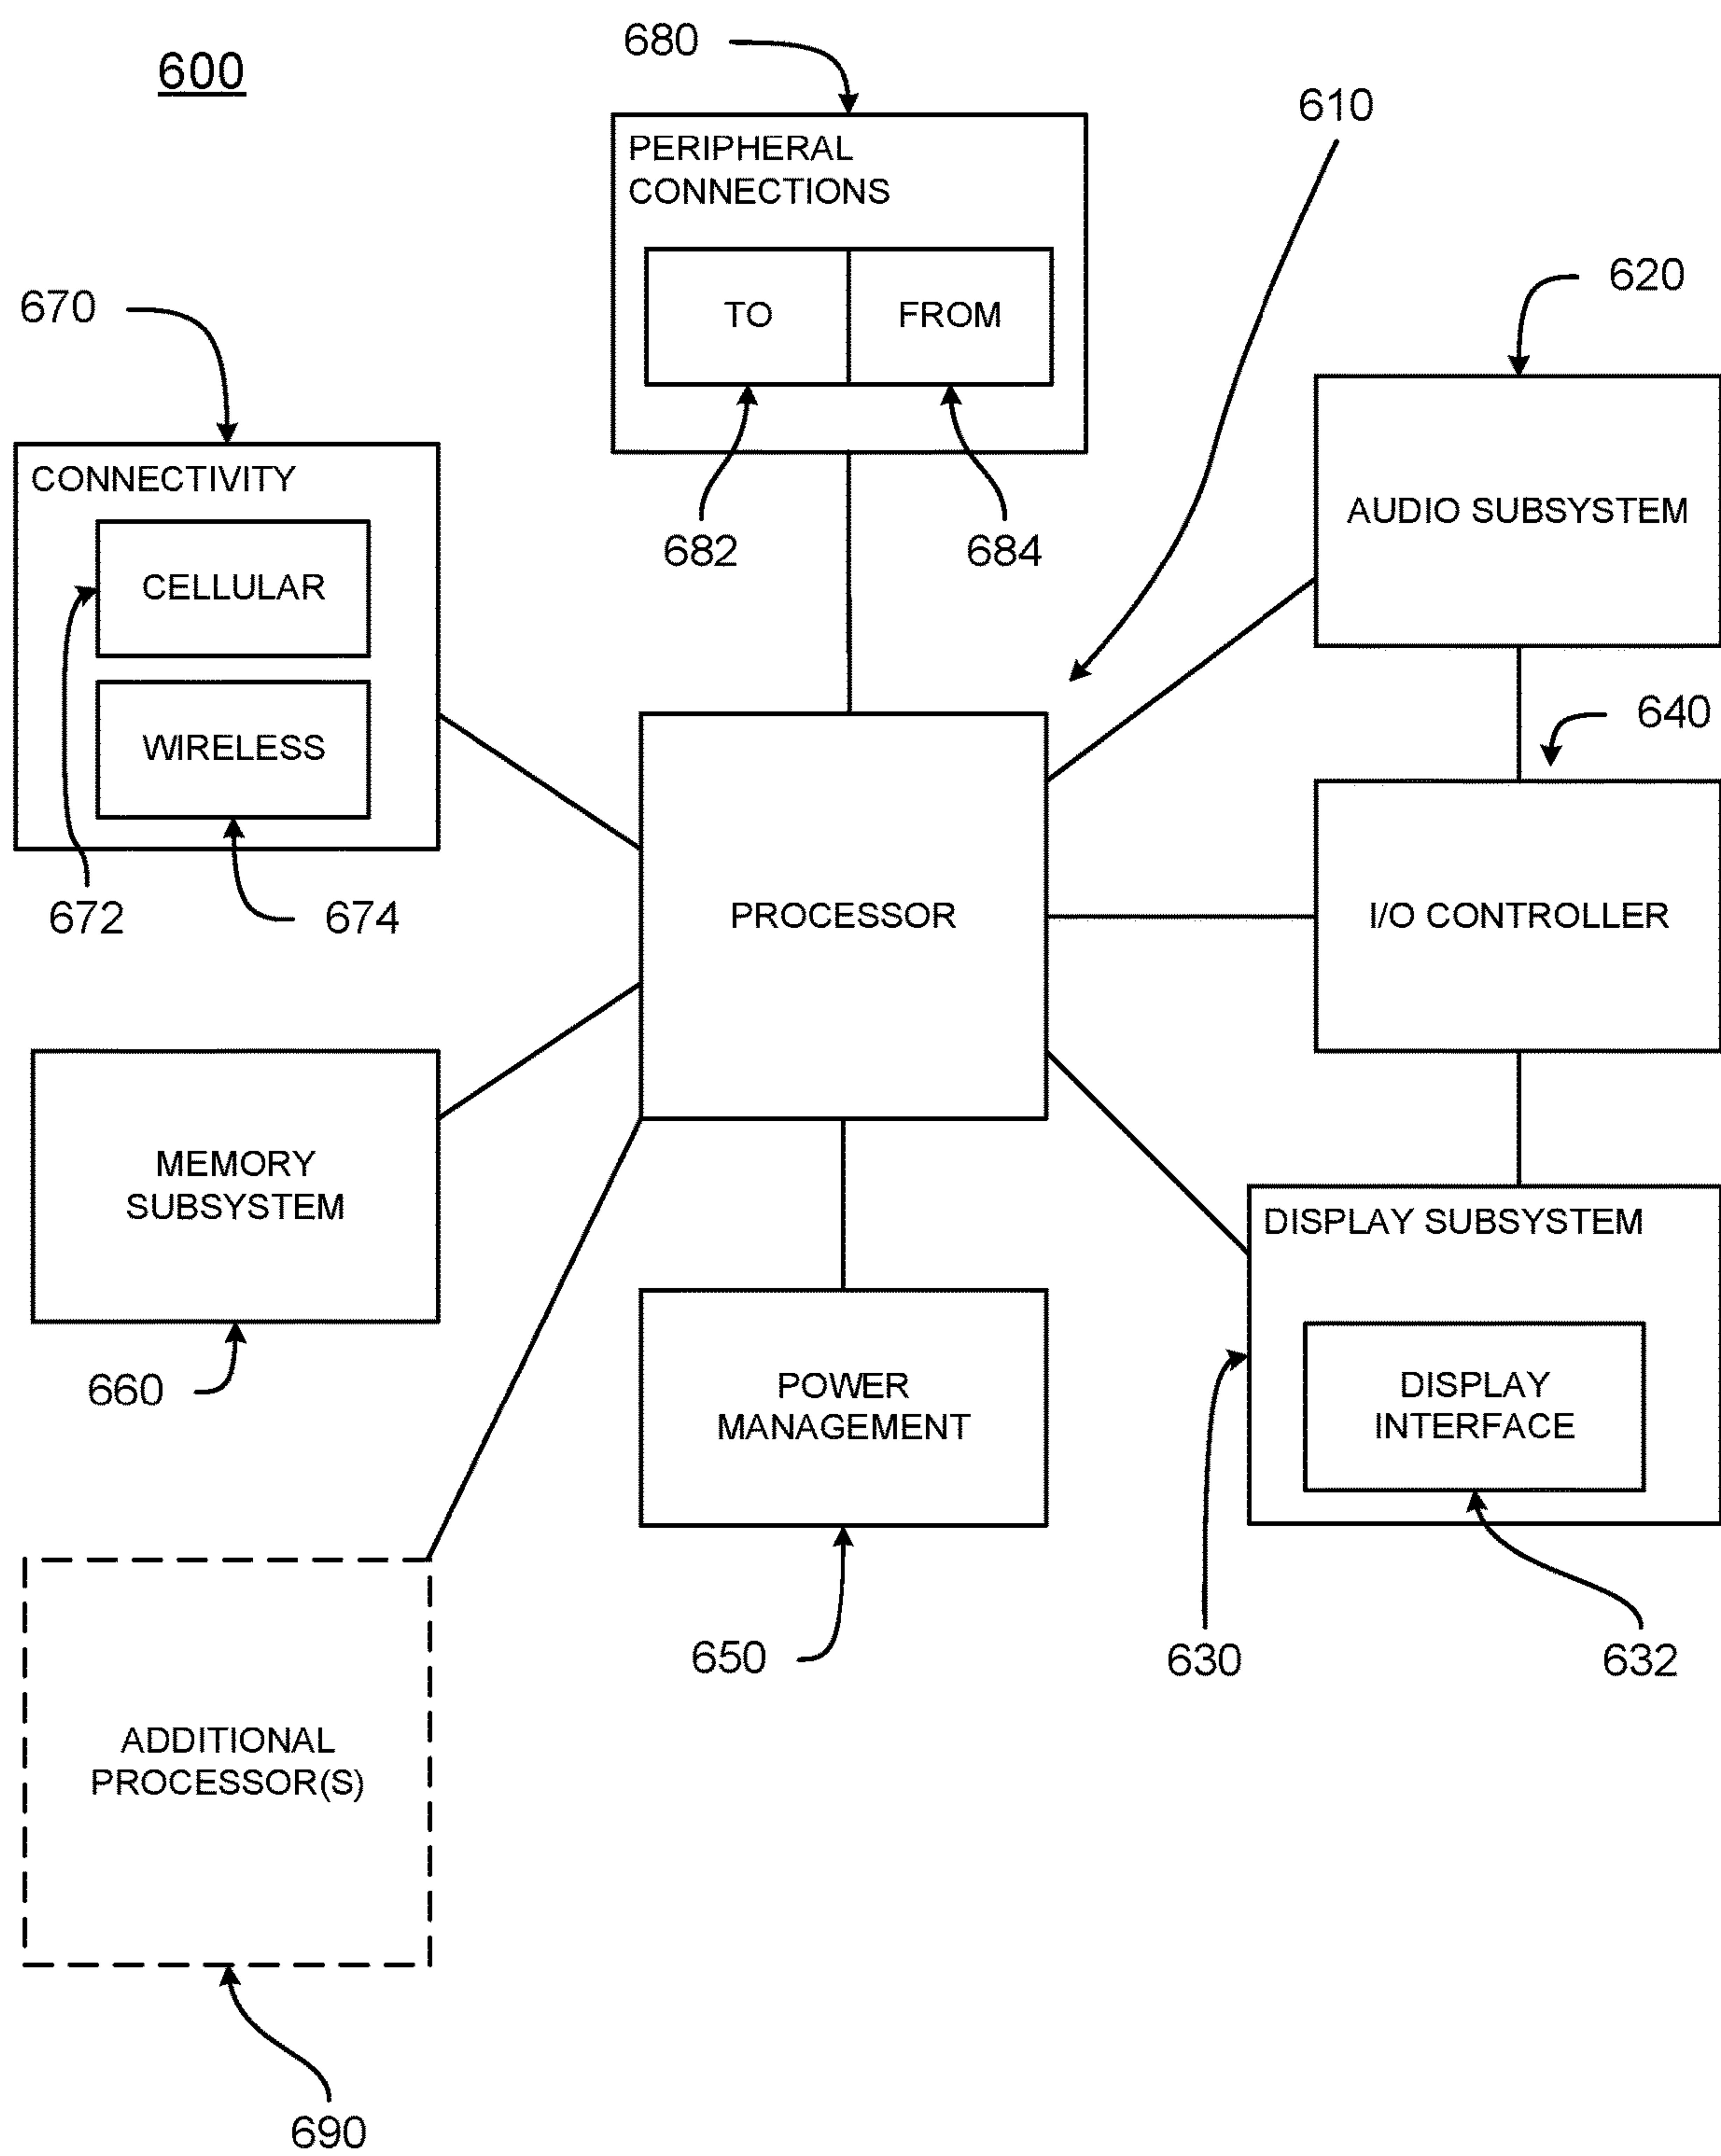 600
680
610
PERIPHERAL
CONNECTIONS
TO
FROM
682
684
620
AUDIO SUBSYSTEM
670
CONNECTIVITY
CELLULAR
WIRELESS
672
674
640
PROCESSOR
I/O CONTROLLER
MEMORY
SUBSYSTEM
660
POWER
MANAGEMENT
650
DISPLAY SUBSYSTEM
DISPLAY
INTERFACE
630
632
ADDITIONAL
PROCESSOR(S)
690